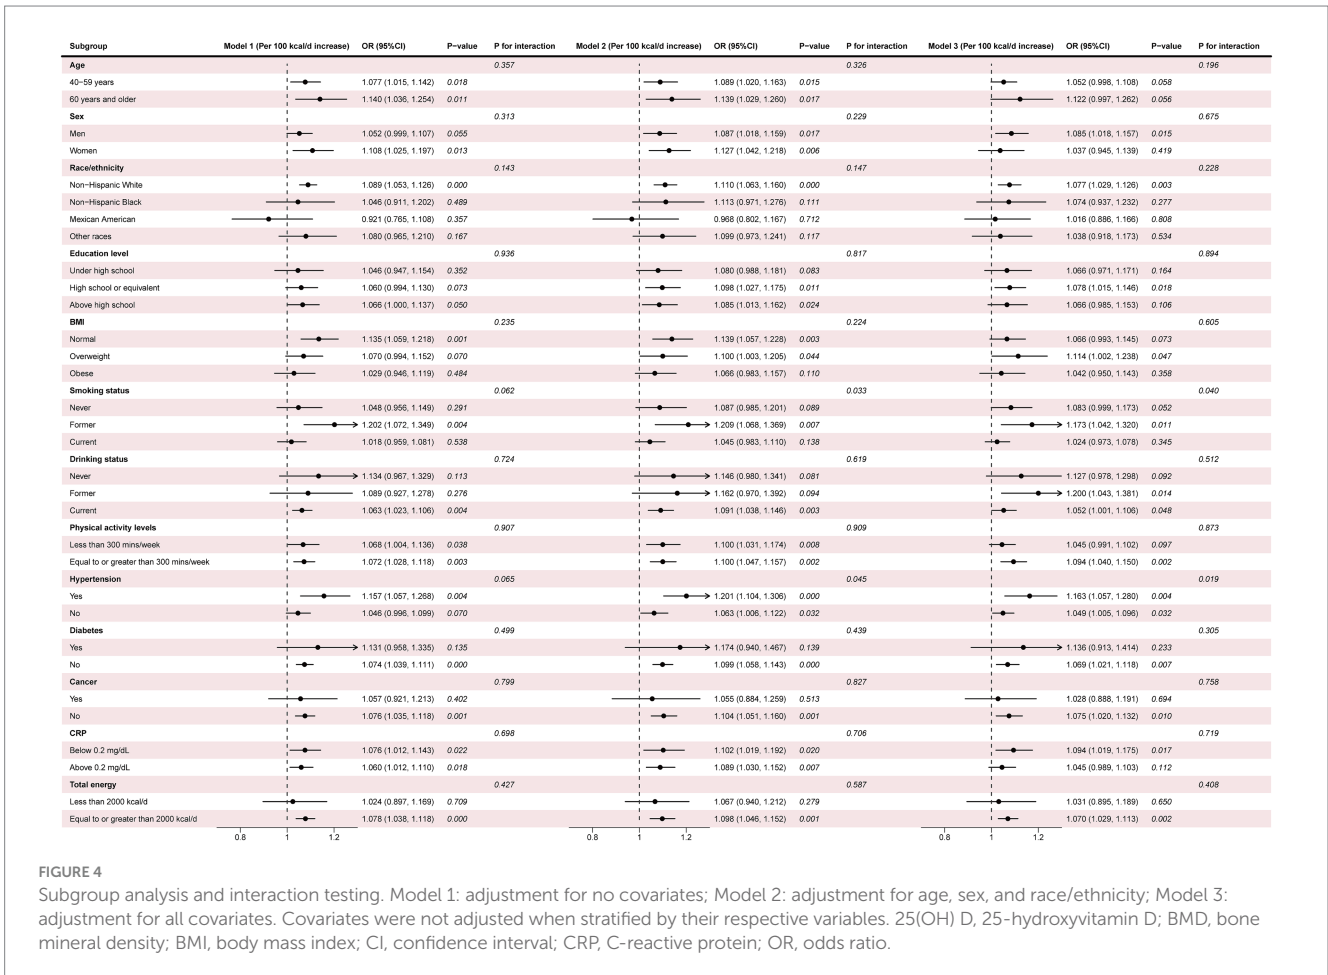 Subgroup Model 1 (Per 100 kcal/d increase) OR (95%CI) P−value P for interaction Model 2 (Per 100 kcal/d increase) OR (95%CI) P−value P for interaction Model 3 (Per 100 kcal/d increase) OR (95%CI) P−value P for interaction
Age 0.357 0.326 0.196
40−59 years 1.077 (1.015, 1.142) 0.018 1.089 (1.020, 1.163) 0.015 1.052 (0.998, 1.108) 0.058
60 years and older 1.140 (1.036, 1.254) 0.011 1.139 (1.029, 1.260) 0.017 1.122 (0.997, 1.262) 0.056
Sex 0.313 0.229 0.675
Men 1.052 (0.999, 1.107) 0.055 1.087 (1.018, 1.159) 0.017 1.085 (1.018, 1.157) 0.015
Women 1.108 (1.025, 1.197) 0.013 1.127 (1.042, 1.218) 0.006 1.037 (0.945, 1.139) 0.419
Race/ethnicity 0.143 0.147 0.228
Non−Hispanic White 1.089 (1.053, 1.126) 0.000 1.110 (1.063, 1.160) 0.000 1.077 (1.029, 1.126) 0.003
Non−Hispanic Black 1.046 (0.911, 1.202) 0.489 1.113 (0.971, 1.276) 0.111 1.074 (0.937, 1.232) 0.277
Mexican American 0.921 (0.765, 1.108) 0.357 0.968 (0.802, 1.167) 0.712 1.016 (0.886, 1.166) 0.808
Other races 1.080 (0.965, 1.210) 0.167 1.099 (0.973, 1.241) 0.117 1.038 (0.918, 1.173) 0.534
Education level 0.936 0.817 0.894
Under high school 1.046 (0.947, 1.154) 0.352 1.080 (0.988, 1.181) 0.083 1.066 (0.971, 1.171) 0.164
High school or equivalent 1.060 (0.994, 1.130) 0.073 1.098 (1.027, 1.175) 0.011 1.078 (1.015, 1.146) 0.018
Above high school 1.066 (1.000, 1.137) 0.050 1.085 (1.013, 1.162) 0.024 1.066 (0.985, 1.153) 0.106
BMI 0.235 0.224 0.605
Normal 1.135 (1.059, 1.218) 0.001 1.139 (1.057, 1.228) 0.003 1.066 (0.993, 1.145) 0.073
Overweight 1.070 (0.994, 1.152) 0.070 1.100 (1.003, 1.205) 0.044 1.114 (1.002, 1.238) 0.047
Obese 1.029 (0.946, 1.119) 0.484 1.066 (0.983, 1.157) 0.110 1.042 (0.950, 1.143) 0.358
Smoking status 0.062 0.033 0.040
Never 1.048 (0.956, 1.149) 0.291 1.087 (0.985, 1.201) 0.089 1.083 (0.999, 1.173) 0.052
Former 1.202 (1.072, 1.349) 0.004 1.209 (1.068, 1.369) 0.007 1.173 (1.042, 1.320) 0.011
Current 1.018 (0.959, 1.081) 0.538 1.045 (0.983, 1.110) 0.138 1.024 (0.973, 1.078) 0.345
Drinking status 0.724 0.619 0.512
Never 1.134 (0.967, 1.329) 0.113 1.146 (0.980, 1.341) 0.081 1.127 (0.978, 1.298) 0.092
Former 1.089 (0.927, 1.278) 0.276 1.162 (0.970, 1.392) 0.094 1.200 (1.043, 1.381) 0.014
Current 1.063 (1.023, 1.106) 0.004 1.091 (1.038, 1.146) 0.003 1.052 (1.001, 1.106) 0.048
Physical activity levels 0.907 0.909 0.873
Less than 300 mins/week 1.068 (1.004, 1.136) 0.038 1.100 (1.031, 1.174) 0.008 1.045 (0.991, 1.102) 0.097
Equal to or greater than 300 mins/week 1.072 (1.028, 1.118) 0.003 1.100 (1.047, 1.157) 0.002 1.094 (1.040, 1.150) 0.002
Hypertension 0.065 0.045 0.019
Yes 1.157 (1.057, 1.268) 0.004 1.201 (1.104, 1.306) 0.000 1.163 (1.057, 1.280) 0.004
No 1.046 (0.996, 1.099) 0.070 1.063 (1.006, 1.122) 0.032 1.049 (1.005, 1.096) 0.032
Diabetes 0.499 0.439 0.305
Yes 1.131 (0.958, 1.335) 0.135 1.174 (0.940, 1.467) 0.139 1.136 (0.913, 1.414) 0.233
No 1.074 (1.039, 1.111) 0.000 1.099 (1.058, 1.143) 0.000 1.069 (1.021, 1.118) 0.007
Cancer 0.799 0.827 0.758
Yes 1.057 (0.921, 1.213) 0.402 1.055 (0.884, 1.259) 0.513 1.028 (0.888, 1.191) 0.694
No 1.076 (1.035, 1.118) 0.001 1.104 (1.051, 1.160) 0.001 1.075 (1.020, 1.132) 0.010
CRP 0.698 0.706 0.719
Below 0.2 mg/dL 1.076 (1.012, 1.143) 0.022 1.102 (1.019, 1.192) 0.020 1.094 (1.019, 1.175) 0.017
Above 0.2 mg/dL 1.060 (1.012, 1.110) 0.018 1.089 (1.030, 1.152) 0.007 1.045 (0.989, 1.103) 0.112
Total energy 0.427 0.587 0.408
Less than 2000 kcal/d 1.024 (0.897, 1.169) 0.709 1.067 (0.940, 1.212) 0.279 1.031 (0.895, 1.189) 0.650
Equal to or greater than 2000 kcal/d 1.078 (1.038, 1.118) 0.000 1.098 (1.046, 1.152) 0.001 1.070 (1.029, 1.113) 0.002
0.8 1 1.2 0.8 1 1.2 0.8 1 1.2
FIGURE 4
Subgroup analysis and interaction testing. Model 1: adjustment for no covariates; Model 2: adjustment for age, sex, and race/ethnicity; Model 3:
adjustment for all covariates. Covariates were not adjusted when stratified by their respective variables. 25(OH) D, 25-hydroxyvitamin D; BMD, bone
mineral density; BMI, body mass index; CI, confidence interval; CRP, C-reactive protein; OR, odds ratio.